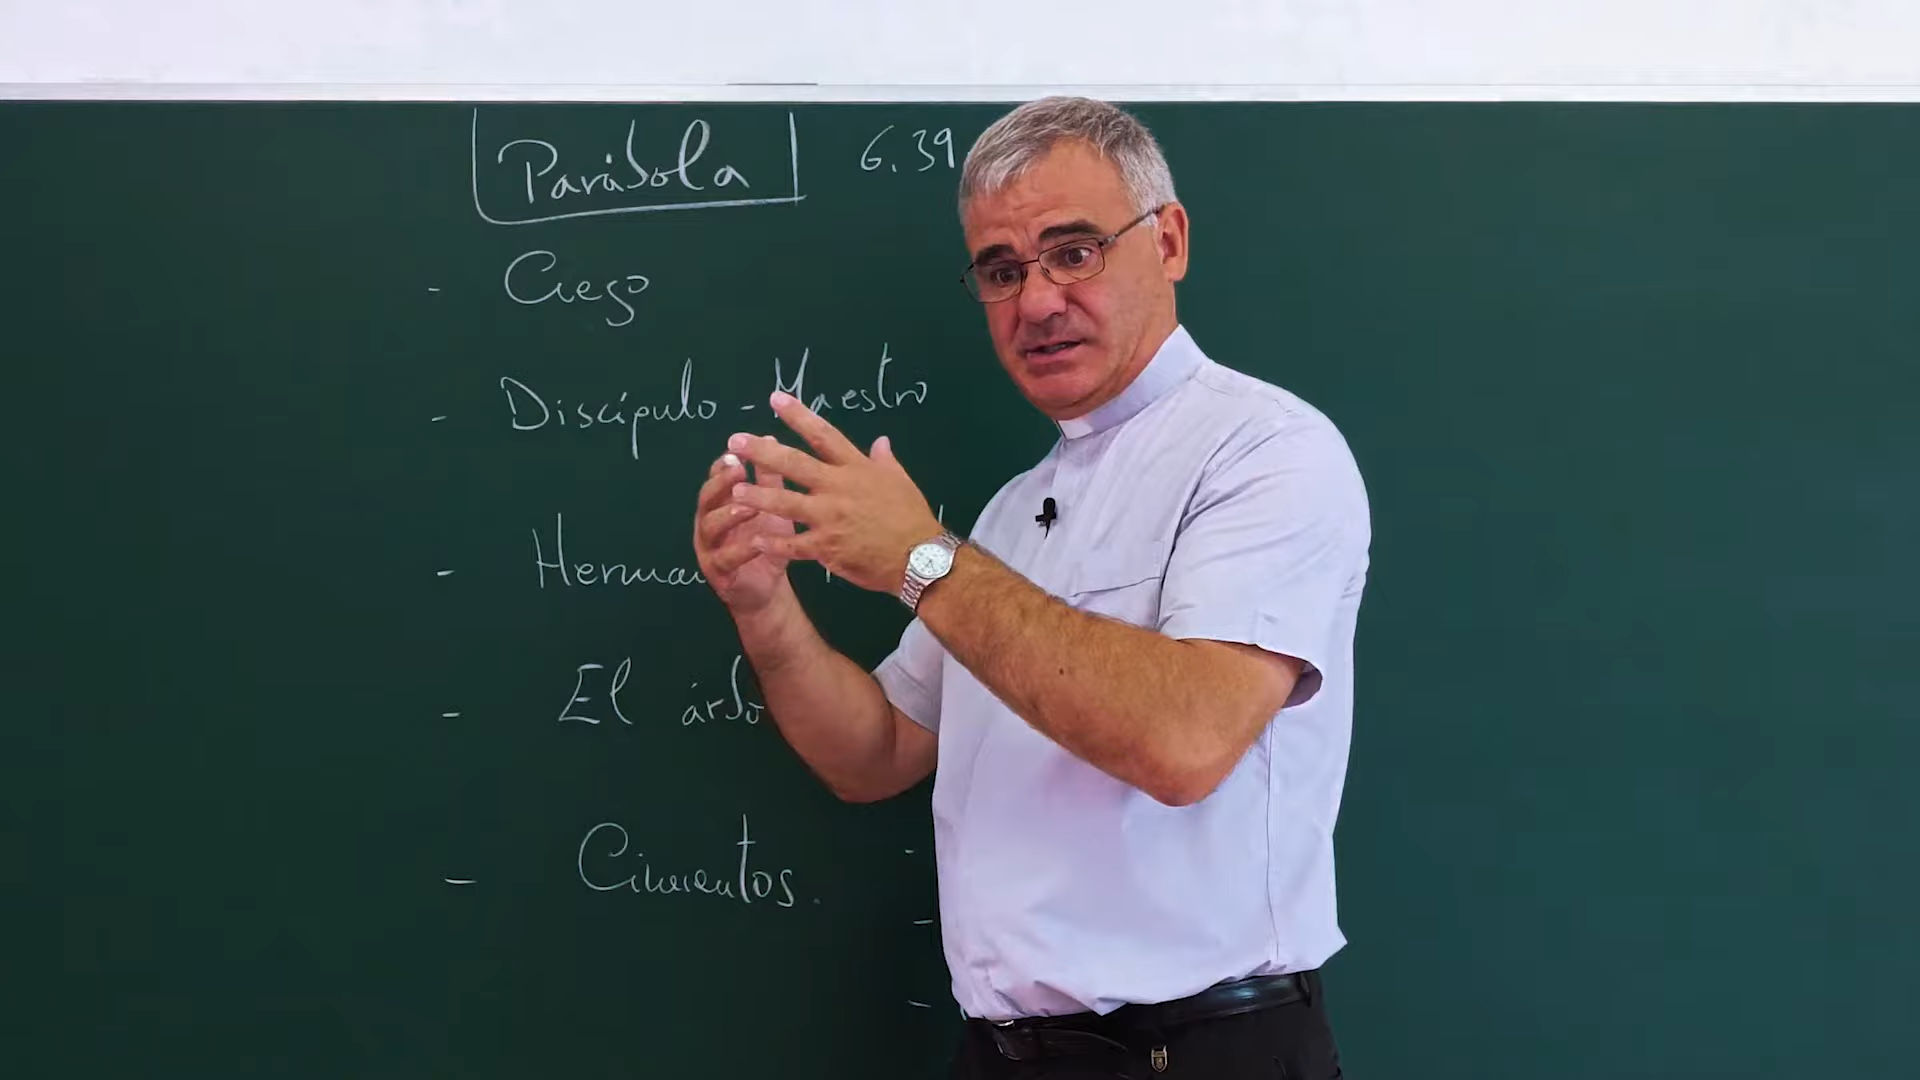 Parábola 6.39
- Ciego
- Discípulo - Maestro
- Herma
- El árbo
- Cimientos.